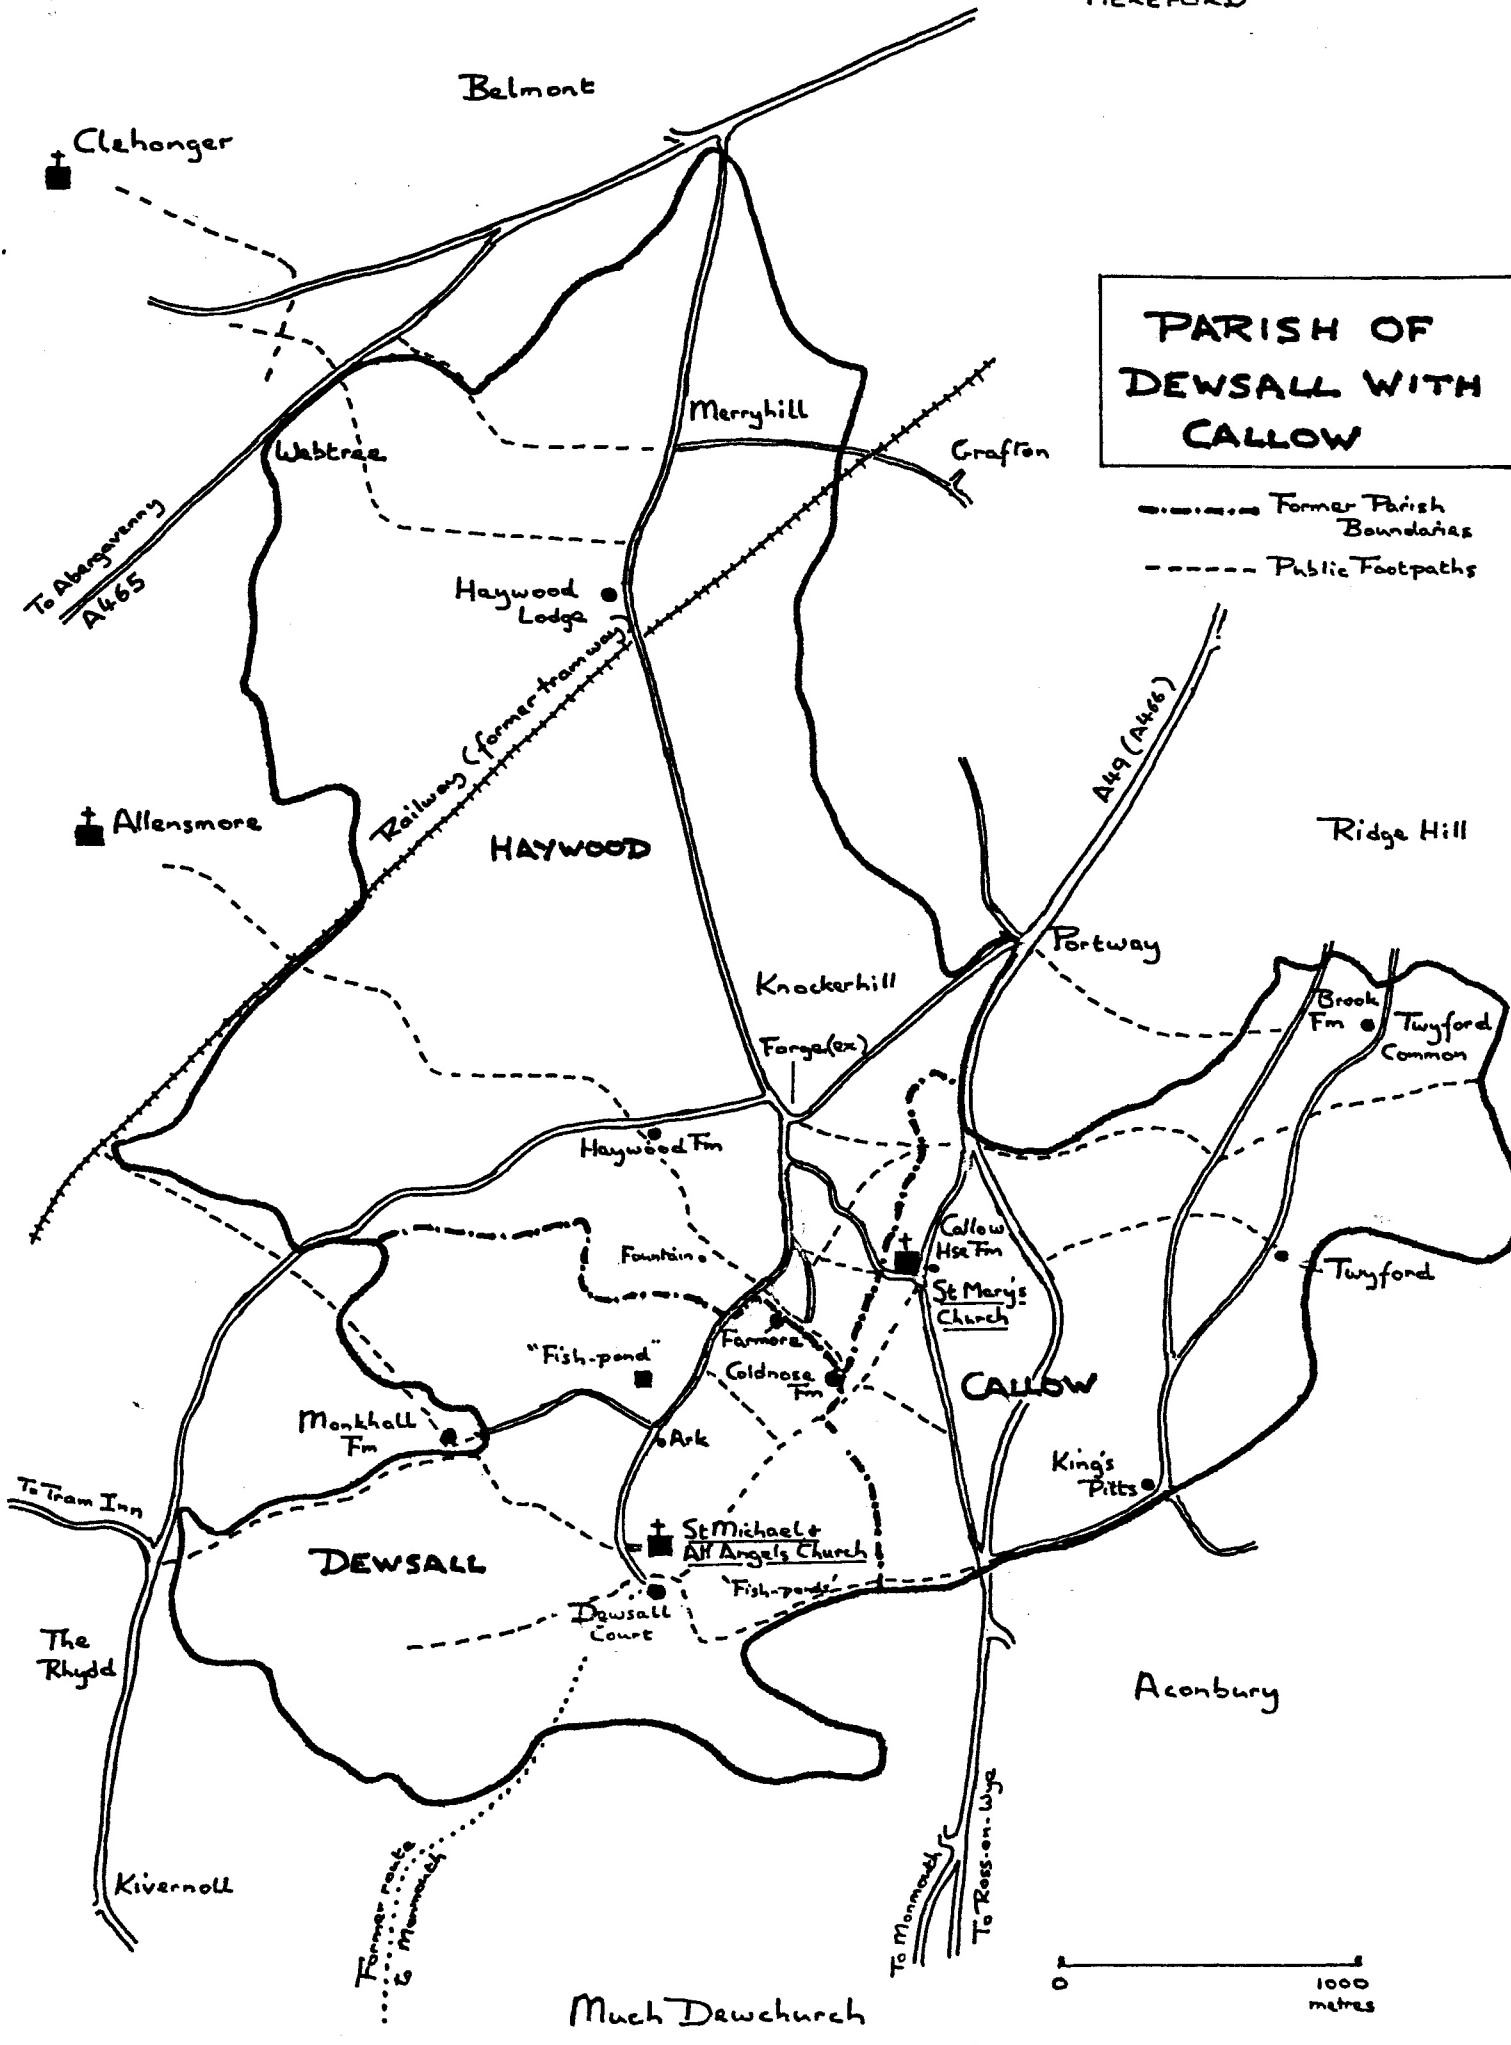 HEREFORD
Belmont
Clehonger
PARISH OF
DEWSALL WITH
CALLOW
Merryhill
Grafton
Webtree
Former Parish
Boundaries
Public Footpaths
To Abergavenny
A465
Haywood
Lodge
Railway (former tramway)
A49 (A466)
Allensmore
HAYWOOD
Ridge Hill
Portway
Knockerhill
Brook
Fm
Twyford
Common
Forge (ex)
Haywood Fm
Callow
Hse Fm
Fountain
St Mary's
Church
Twyford
Farmore
"Fish-pond"
Coldnose
Fm
CALLOW
Monkhall
Fm
Ark
King's
Pitts
To Tram Inn
St Michael +
All Angels Church
DEWSALL
'Fish-ponds'
Dewsall
Court
The
Rhydd
Aconbury
Kivernoll
Former route
to Monmouth
To Monmouth
To Ross-on-Wye
0
1000
metres
Much Dewchurch